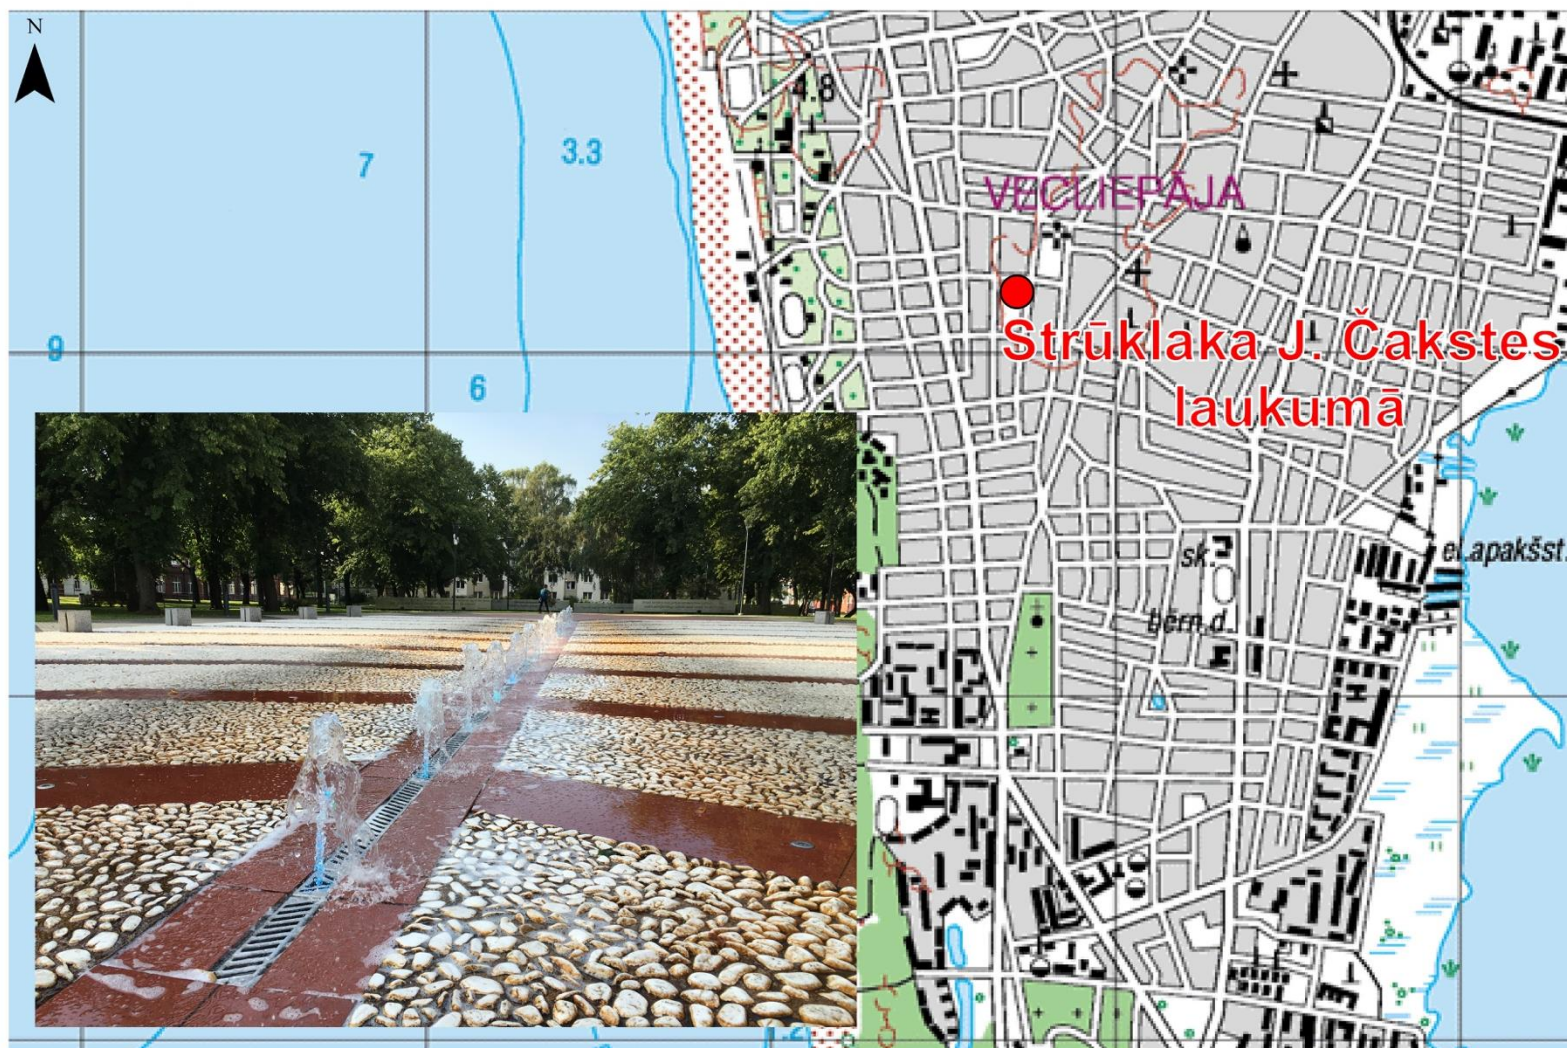 N
4.8
3.3
7
VECLIEPĀJA
9
Strūklaka J. Čakstes
laukumā
6
sk.
el.apakšst.
bērn.d.